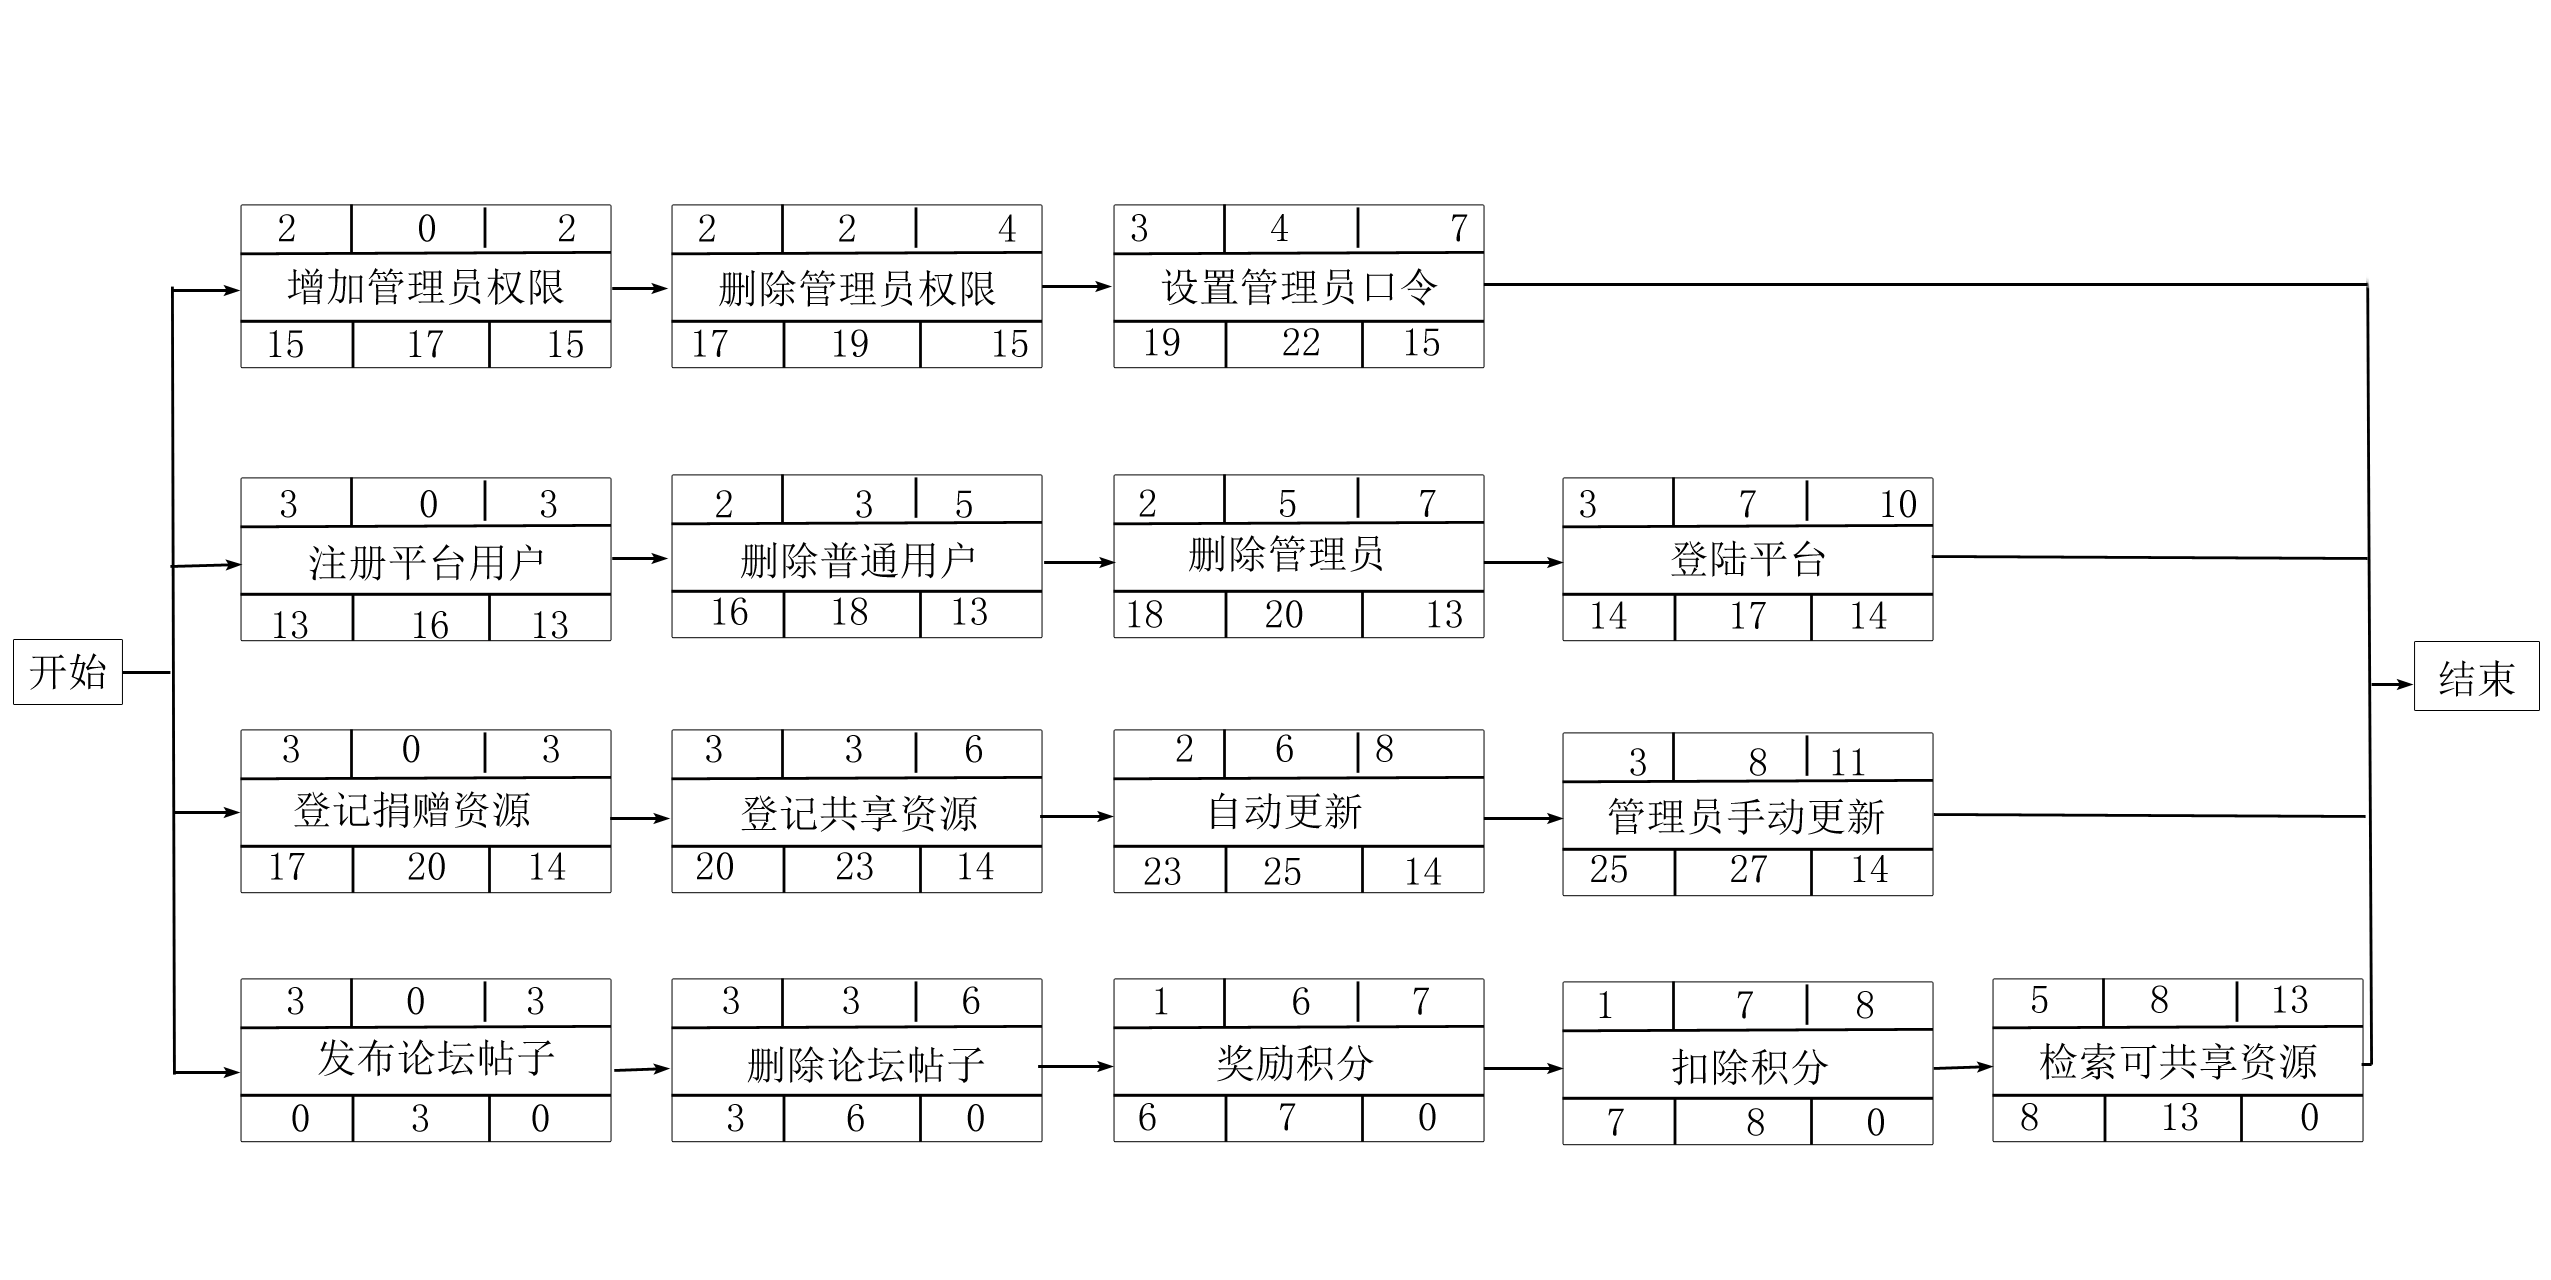 2 0 2
增加管理员权限
15 17 15
2 2 4
删除管理员权限
17 19 15
3 4 7
设置管理员口令
19 22 15
3 0 3
注册平台用户
13 16 13
2 3 5
删除普通用户
16 18 13
2 5 7
删除管理员
18 20 13
3 7 10
登陆平台
14 17 14
开始
结束
3 0 3
登记捐赠资源
17 20 14
3 3 6
登记共享资源
20 23 14
2 6 8
自动更新
23 25 14
3 8 11
管理员手动更新
25 27 14
3 0 3
发布论坛帖子
0 3 0
3 3 6
删除论坛帖子
3 6 0
1 6 7
奖励积分
6 7 0
1 7 8
扣除积分
7 8 0
5 8 13
检索可共享资源
8 13 0